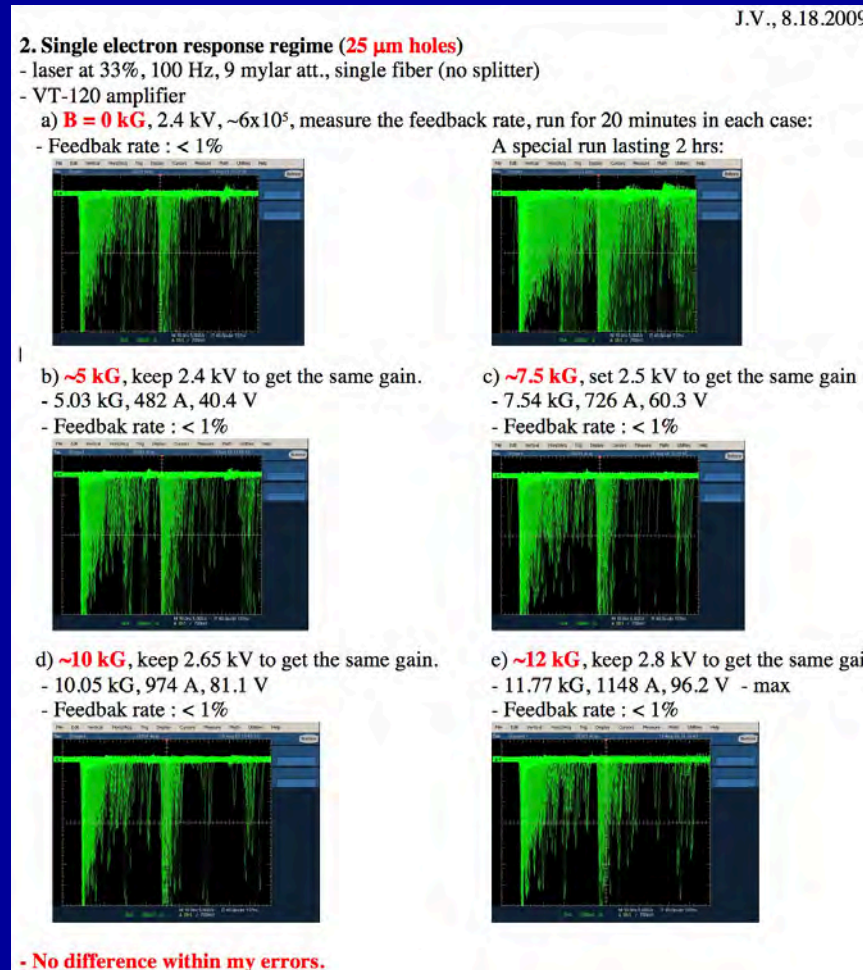 J.V., 8.18.2009
2. Single electron response regime (25 μm holes)
- laser at 33%, 100 Hz, 9 mylar att., single fiber (no splitter)
- VT-120 amplifier
a) B = 0 kG, 2.4 kV, ~6x10⁵, measure the feedback rate, run for 20 minutes in each case:
- Feedbak rate : < 1%
A special run lasting 2 hrs:
b) ~5 kG, keep 2.4 kV to get the same gain.
- 5.03 kG, 482 A, 40.4 V
- Feedbak rate : < 1%
c) ~7.5 kG, set 2.5 kV to get the same gain
- 7.54 kG, 726 A, 60.3 V
- Feedbak rate : < 1%
d) ~10 kG, keep 2.65 kV to get the same gain.
- 10.05 kG, 974 A, 81.1 V
- Feedbak rate : < 1%
e) ~12 kG, keep 2.8 kV to get the same gai
- 11.77 kG, 1148 A, 96.2 V - max
- Feedbak rate : < 1%
- No difference within my errors.